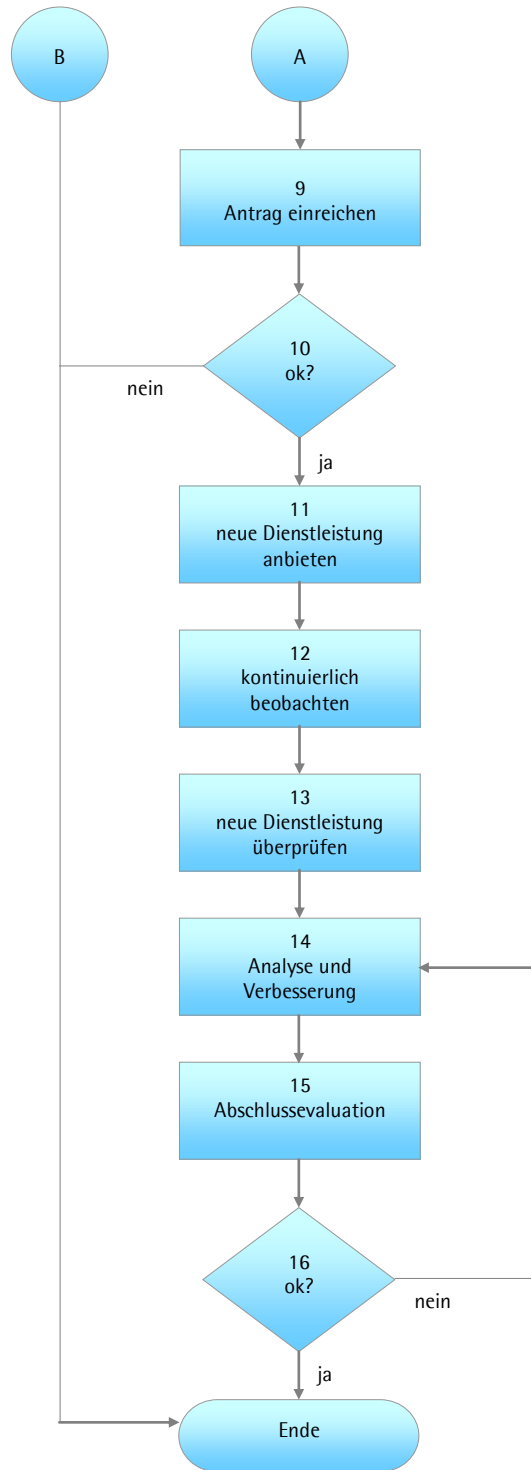 B
A
9
Antrag einreichen
10
ok?
nein
ja
11
neue Dienstleistung
anbieten
12
kontinuierlich
beobachten
13
neue Dienstleistung
überprüfen
14
Analyse und
Verbesserung
15
Abschlussevaluation
16
ok?
nein
ja
Ende